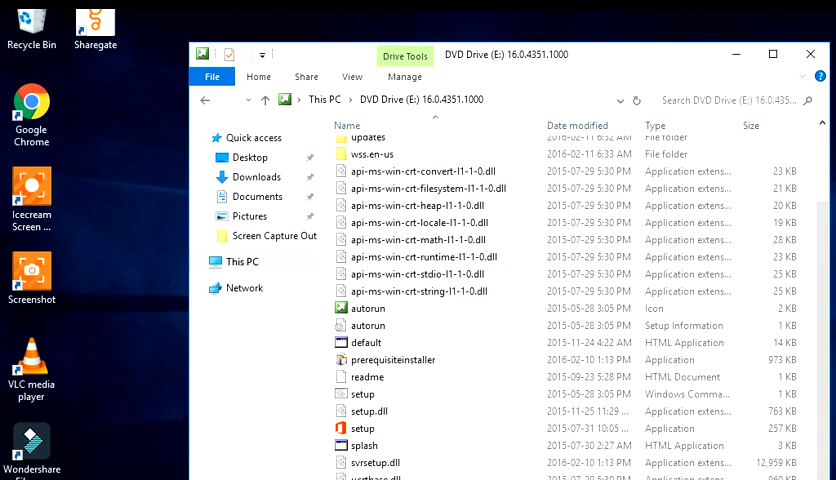 Recycle Bin
Sharegate
Google
Chrome
Icecream
Screen ...
Screenshot
VLC media
player
Wondershare
Drive Tools
DVD Drive (E:) 16.0.4351.1000
File
Home
Share
View
Manage
This PC
DVD Drive (E:) 16.0.4351.1000
Search DVD Drive (E:) 16.0.435...
Quick access
Desktop
Downloads
Documents
Pictures
Screen Capture Out
This PC
Network
Name Date modified Type Size
updates 2016-02-11 6:32 AM File folder
wss.en-us 2016-02-11 6:33 AM File folder
api-ms-win-crt-convert-l1-1-0.dll 2015-07-29 5:30 PM Application extens... 23 KB
api-ms-win-crt-filesystem-l1-1-0.dll 2015-07-29 5:30 PM Application extens... 21 KB
api-ms-win-crt-heap-l1-1-0.dll 2015-07-29 5:30 PM Application extens... 20 KB
api-ms-win-crt-locale-l1-1-0.dll 2015-07-29 5:30 PM Application extens... 19 KB
api-ms-win-crt-math-l1-1-0.dll 2015-07-29 5:30 PM Application extens... 28 KB
api-ms-win-crt-runtime-l1-1-0.dll 2015-07-29 5:30 PM Application extens... 23 KB
api-ms-win-crt-stdio-l1-1-0.dll 2015-07-29 5:30 PM Application extens... 25 KB
api-ms-win-crt-string-l1-1-0.dll 2015-07-29 5:30 PM Application extens... 25 KB
autorun 2015-05-28 3:05 PM Icon 2 KB
autorun 2015-05-28 3:05 PM Setup Information 1 KB
default 2015-11-24 4:22 AM HTML Application 14 KB
prerequisiteinstaller 2016-02-10 1:13 PM Application 973 KB
readme 2015-09-23 5:28 PM HTML Document 1 KB
setup 2015-05-28 3:05 PM Windows Comma... 1 KB
setup.dll 2015-11-25 11:29 ... Application extens... 763 KB
setup 2015-07-31 10:05 ... Application 257 KB
splash 2015-07-30 2:27 AM HTML Application 3 KB
svrsetup.dll 2016-02-10 1:13 PM Application extens... 12,959 KB
ucrtbase.dll 2015-07-29 5:30 PM Application extens... 960 KB